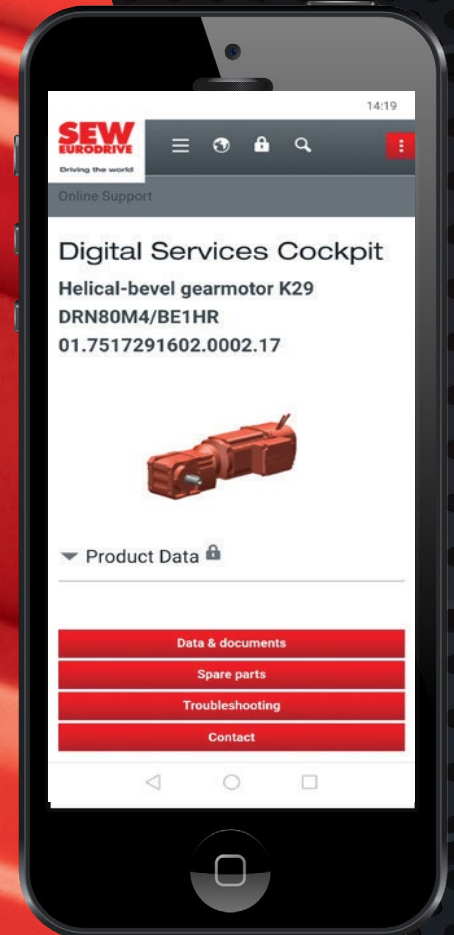 14:19
SEW
EURODRIVE
Driving the world
Online Support
Digital Services Cockpit
Helical-bevel gearmotor K29
DRN80M4/BE1HR
01.7517291602.0002.17
Product Data
Data & documents
Spare parts
Troubleshooting
Contact